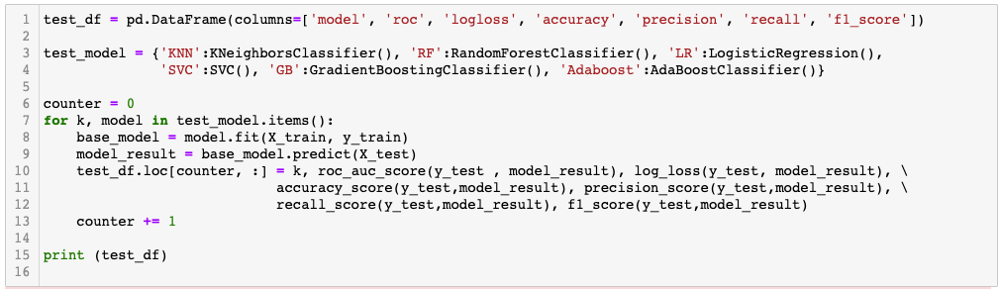 1 test_df = pd.DataFrame(columns=['model', 'roc', 'logloss', 'accuracy', 'precision', 'recall', 'f1_score'])
2
3 test_model = {'KNN':KNeighborsClassifier(), 'RF':RandomForestClassifier(), 'LR':LogisticRegression(),
4               'SVC':SVC(), 'GB':GradientBoostingClassifier(), 'Adaboost':AdaBoostClassifier()}
5
6 counter = 0
7 for k, model in test_model.items():
8     base_model = model.fit(X_train, y_train)
9     model_result = base_model.predict(X_test)
10     test_df.loc[counter, :] = k, roc_auc_score(y_test , model_result), log_loss(y_test, model_result), \
11                             accuracy_score(y_test,model_result), precision_score(y_test,model_result), \
12                             recall_score(y_test,model_result), f1_score(y_test,model_result)
13     counter += 1
14
15 print (test_df)
16